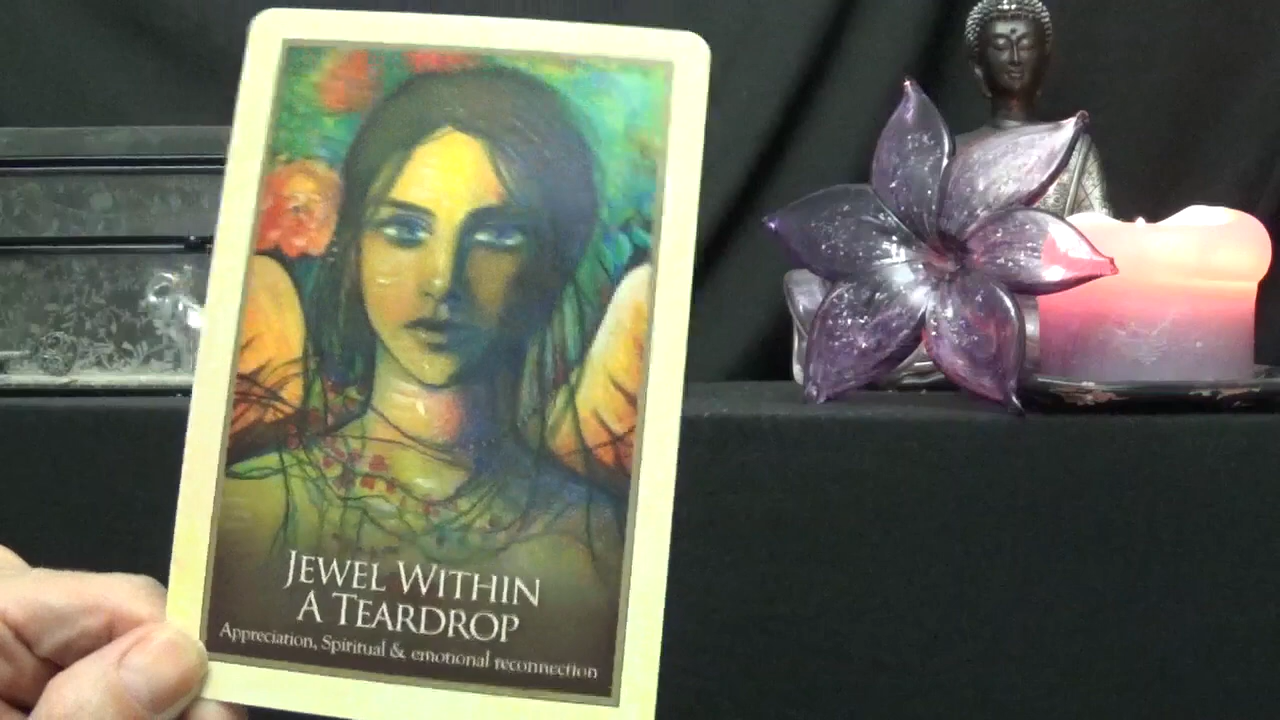 Jewel Within
A Teardrop
Appreciation, Spiritual & emotional reconnection